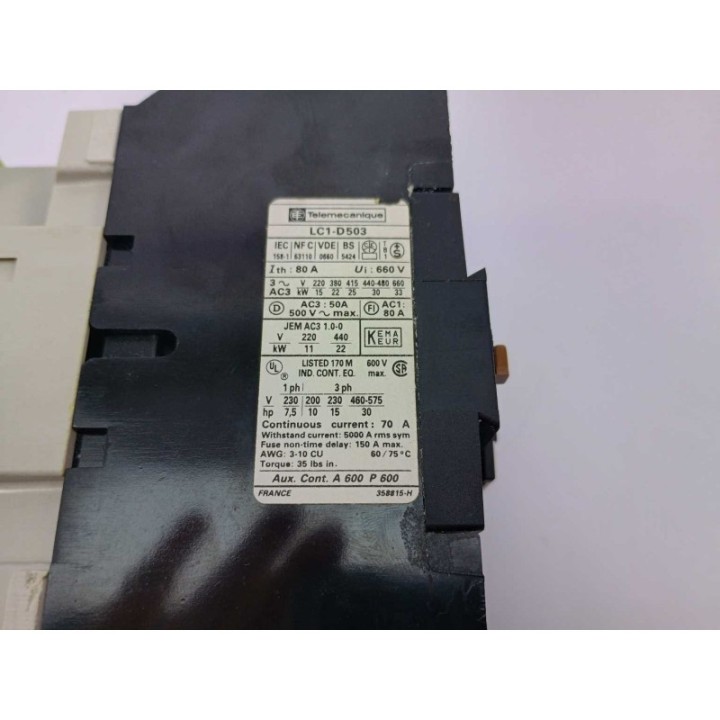 Telemecanique
LC1-D503
IEC NF C VDE BS
158-1 63110 0660 5424
Ith : 80 A Ui : 660 V
3 ~ V 220 380 415 440-480 660
AC3 kW 15 22 25 30 33
D AC3 : 50A FI AC1:
500 V ~ max. 80 A
JEM AC3 1.0-0
V 220 440
kW 11 22
KEMA
KEUR
UL ® LISTED 170 M 600 V SA
IND. CONT. EQ. max.
1 ph 3 ph
V 230 200 230 460-575
hp 7,5 10 15 30
Continuous current : 70 A
Withstand current: 5000 A rms sym
Fuse non-time delay: 150 A max.
AWG: 3-10 CU 60/75°C
Torque: 35 lbs in.
Aux. Cont. A 600 P 600
FRANCE 358815-H